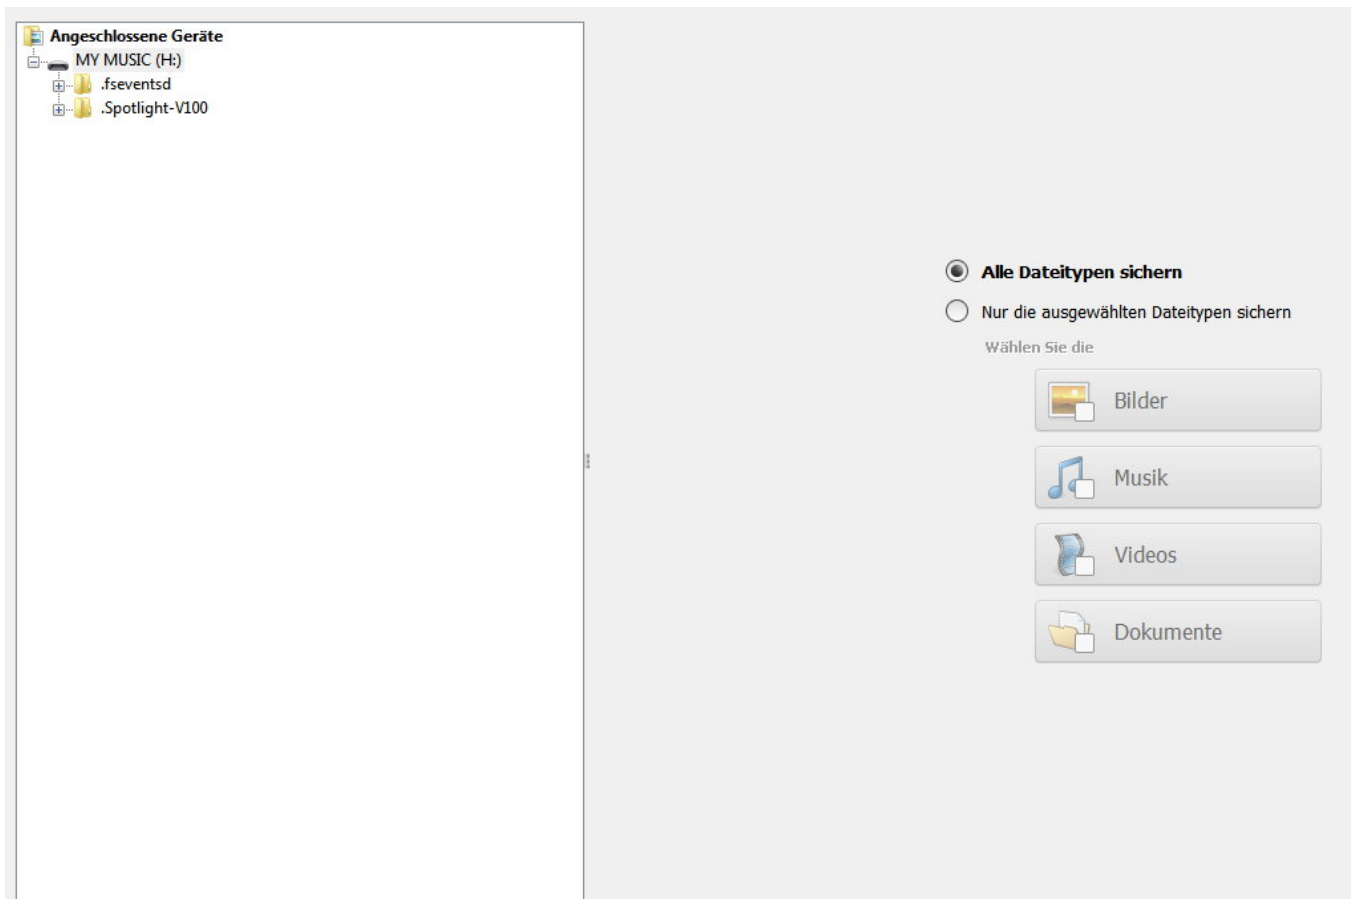 Angeschlossene Geräte
MY MUSIC (H:)
.fseventsd
.Spotlight-V100
Alle Dateitypen sichern
Nur die ausgewählten Dateitypen sichern
Wählen Sie die
Bilder
Musik
Videos
Dokumente